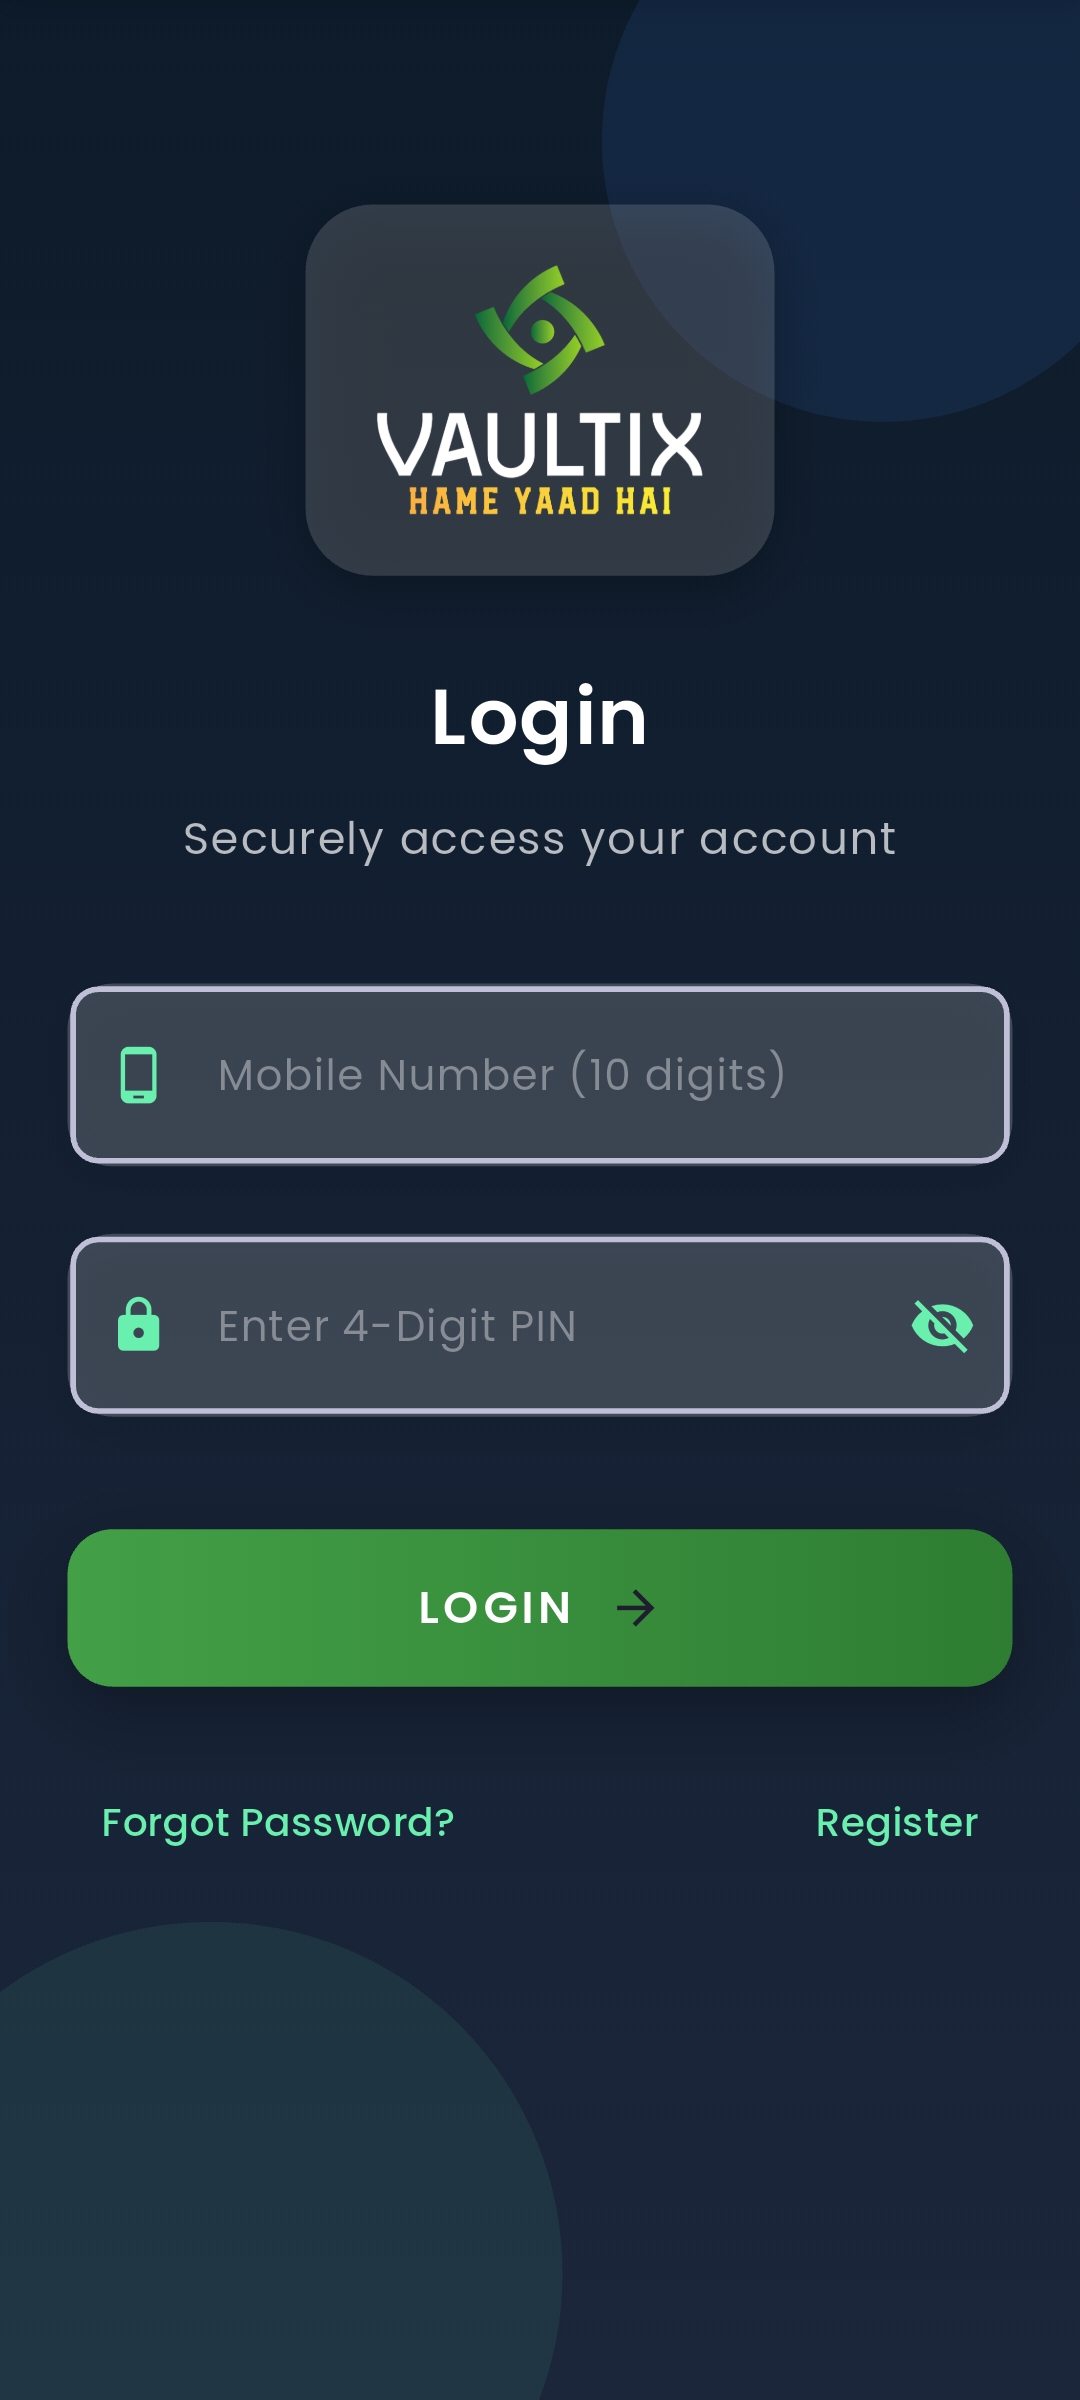 VAULTIX
HAME YAAD HAI
Login
Securely access your account
Mobile Number (10 digits)
Enter 4-Digit PIN
LOGIN
Forgot Password? Register